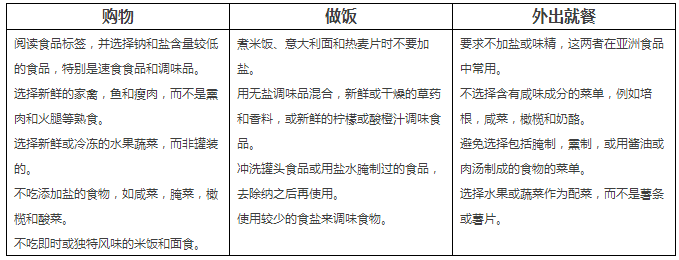 购物
阅读食品标签，并选择钠和盐含量较低
的食品，特别是速食食品和调味品。
选择新鲜的家禽，鱼和瘦肉，而不是熏
肉和火腿等熟食。
选择新鲜或冷冻的水果蔬菜，而非罐装
的。
不吃添加盐的食物，如咸菜，腌菜，橄
榄和酸菜。
不吃即时或独特风味的米饭和面食。
做饭
煮米饭、意大利面和热麦片时不要加
盐。
用无盐调味品混合，新鲜或干燥的草药
和香料，或新鲜的柠檬或酸橙汁调味食
品。
冲洗罐头食品或用盐水腌制过的食品，
去除纳之后再使用。
使用较少的食盐来调味食物。
外出就餐
要求不加盐或味精，这两者在亚洲食品
中常用。
不选择含有咸味成分的菜单，例如培
根，咸菜，橄榄和奶酪。
避免选择包括腌制，熏制，或用酱油或
肉汤制成的食物的菜单。
选择水果或蔬菜作为配菜，而不是薯条
或薯片。